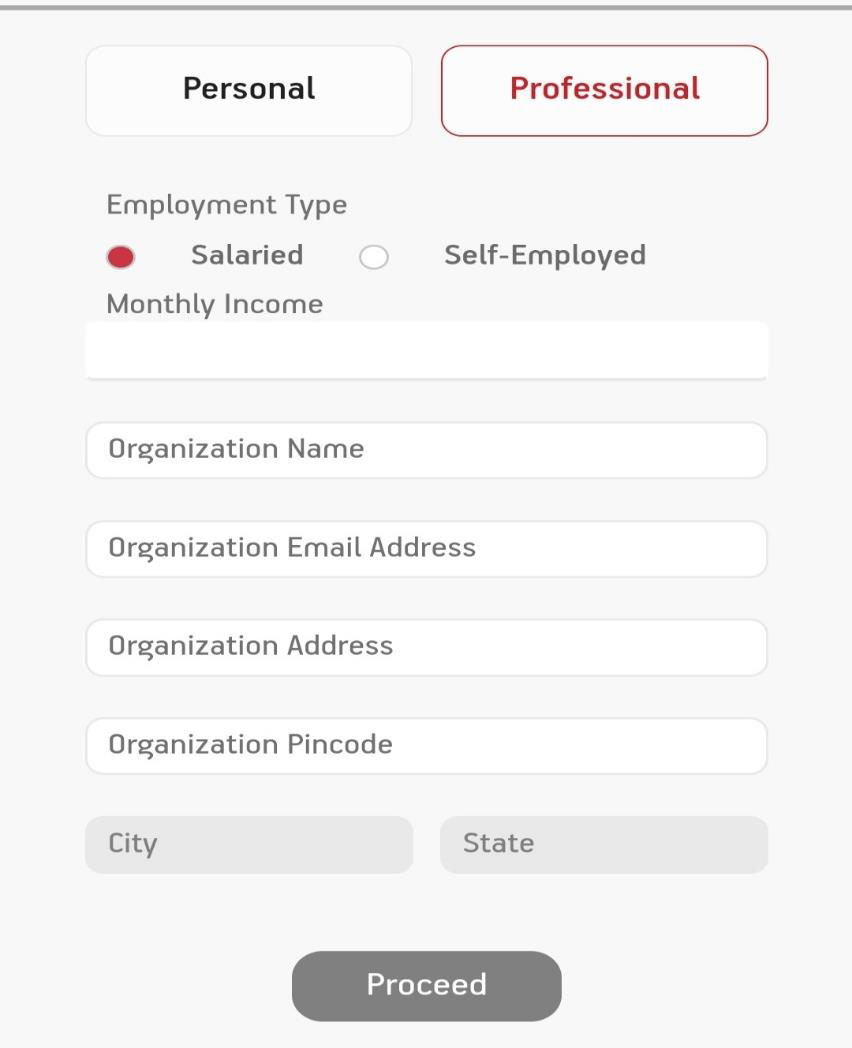 Personal Professional
Employment Type
Salaried Self-Employed
Monthly Income
Organization Name
Organization Email Address
Organization Address
Organization Pincode
City State
Proceed